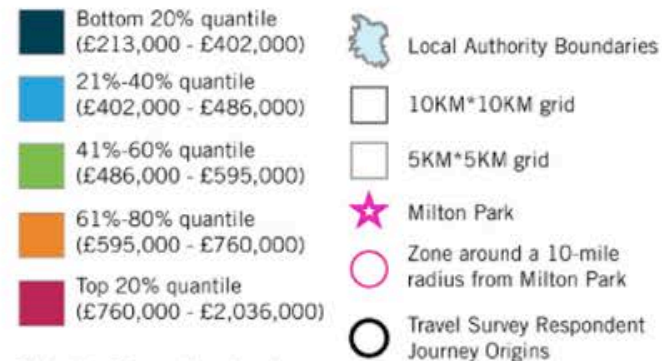 Bottom 20% quantile
(£213,000 - £402,000)
21%-40% quantile
(£402,000 - £486,000)
41%-60% quantile
(£486,000 - £595,000)
61%-80% quantile
(£595,000 - £760,000)
Top 20% quantile
(£760,000 - £2,036,000)
Local Authority Boundaries
10KM*10KM grid
5KM*5KM grid
Milton Park
Zone around a 10-mile
radius from Milton Park
Travel Survey Respondent
Journey Origins